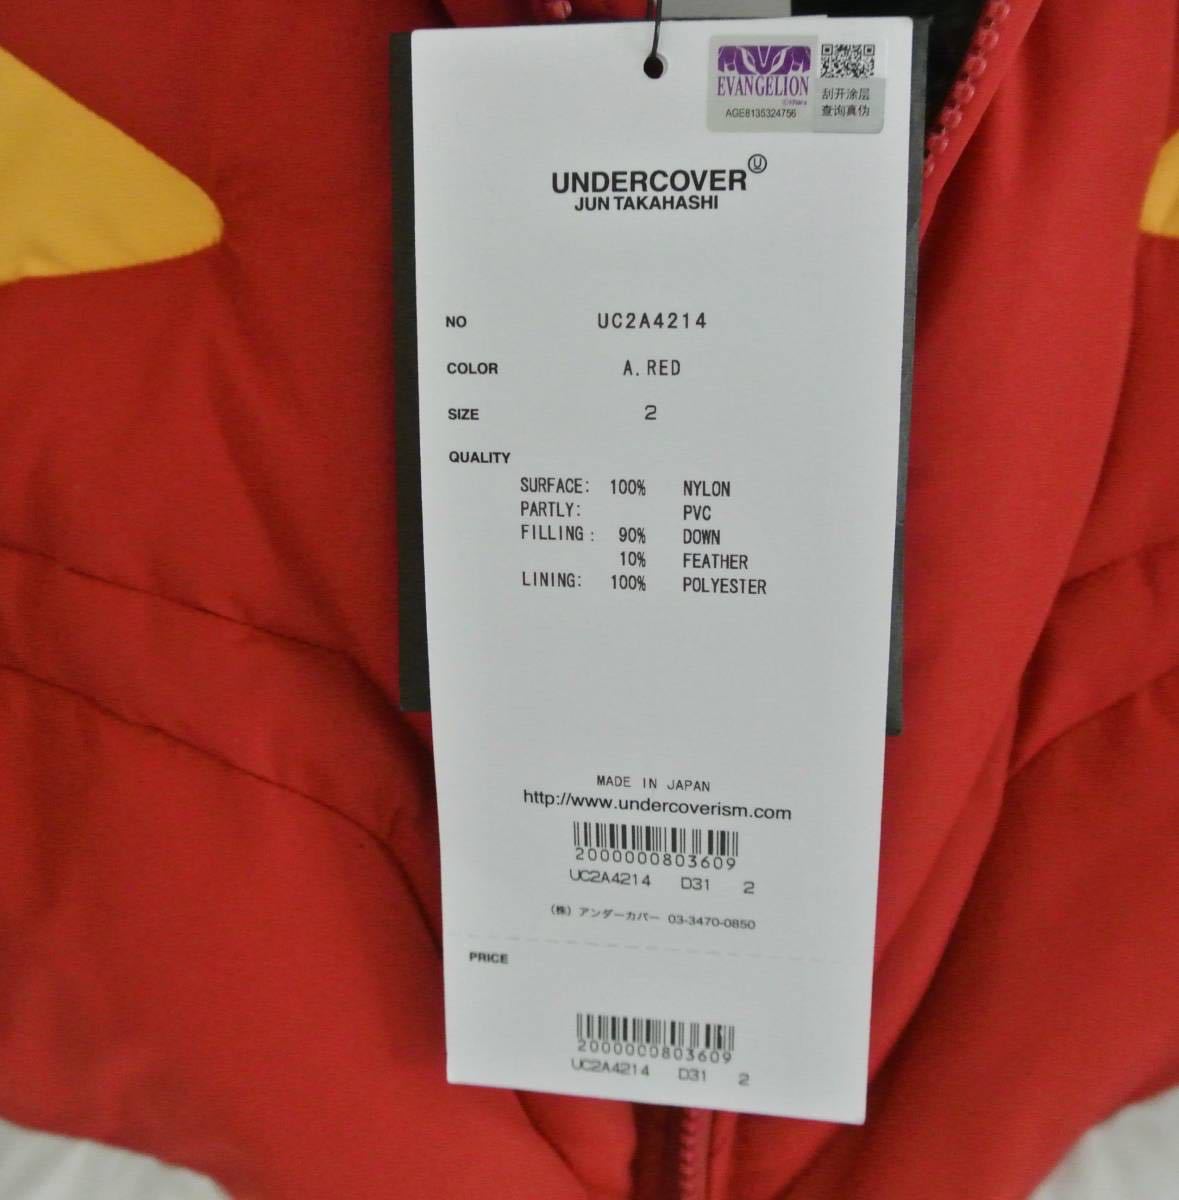 EVANGELION
©khara
AGE8135324756
刮开涂层
查询真伪
UNDERCOVER U
JUN TAKAHASHI
NO UC2A4214
COLOR A.RED
SIZE 2
QUALITY
SURFACE: 100% NYLON
PARTLY: PVC
FILLING: 90% DOWN
10% FEATHER
LINING: 100% POLYESTER
MADE IN JAPAN
http://www.undercoverism.com
2000000803609
UC2A4214 D31 2
(株) アンダーカバー 03-3470-0850
PRICE
2000000803609
UC2A4214 D31 2